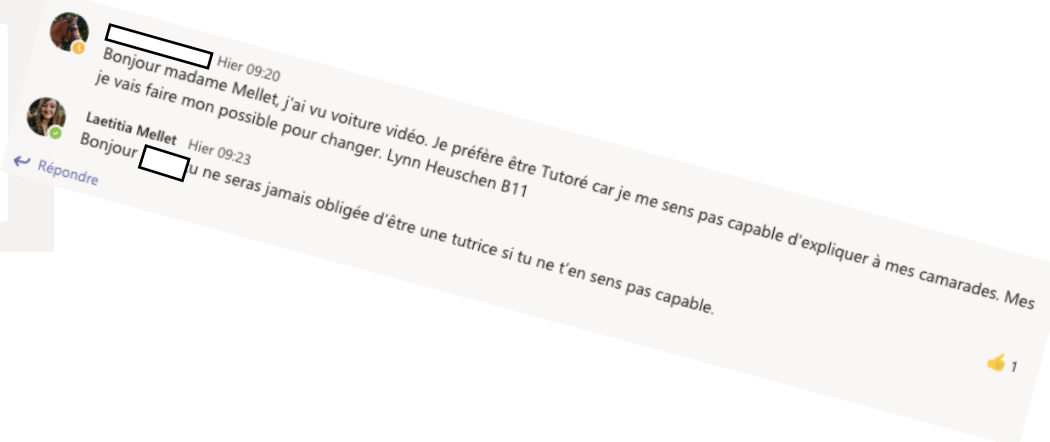 Hier 09:20
Bonjour madame Mellet, j'ai vu voiture vidéo. Je préfère être Tutoré car je me sens pas capable d'expliquer à mes camarades. Mes
je vais faire mon possible pour changer. Lynn Heuschen B11
Laetitia Mellet Hier 09:23
Bonjour u ne seras jamais obligée d'être une tutrice si tu ne t'en sens pas capable.
Répondre
1